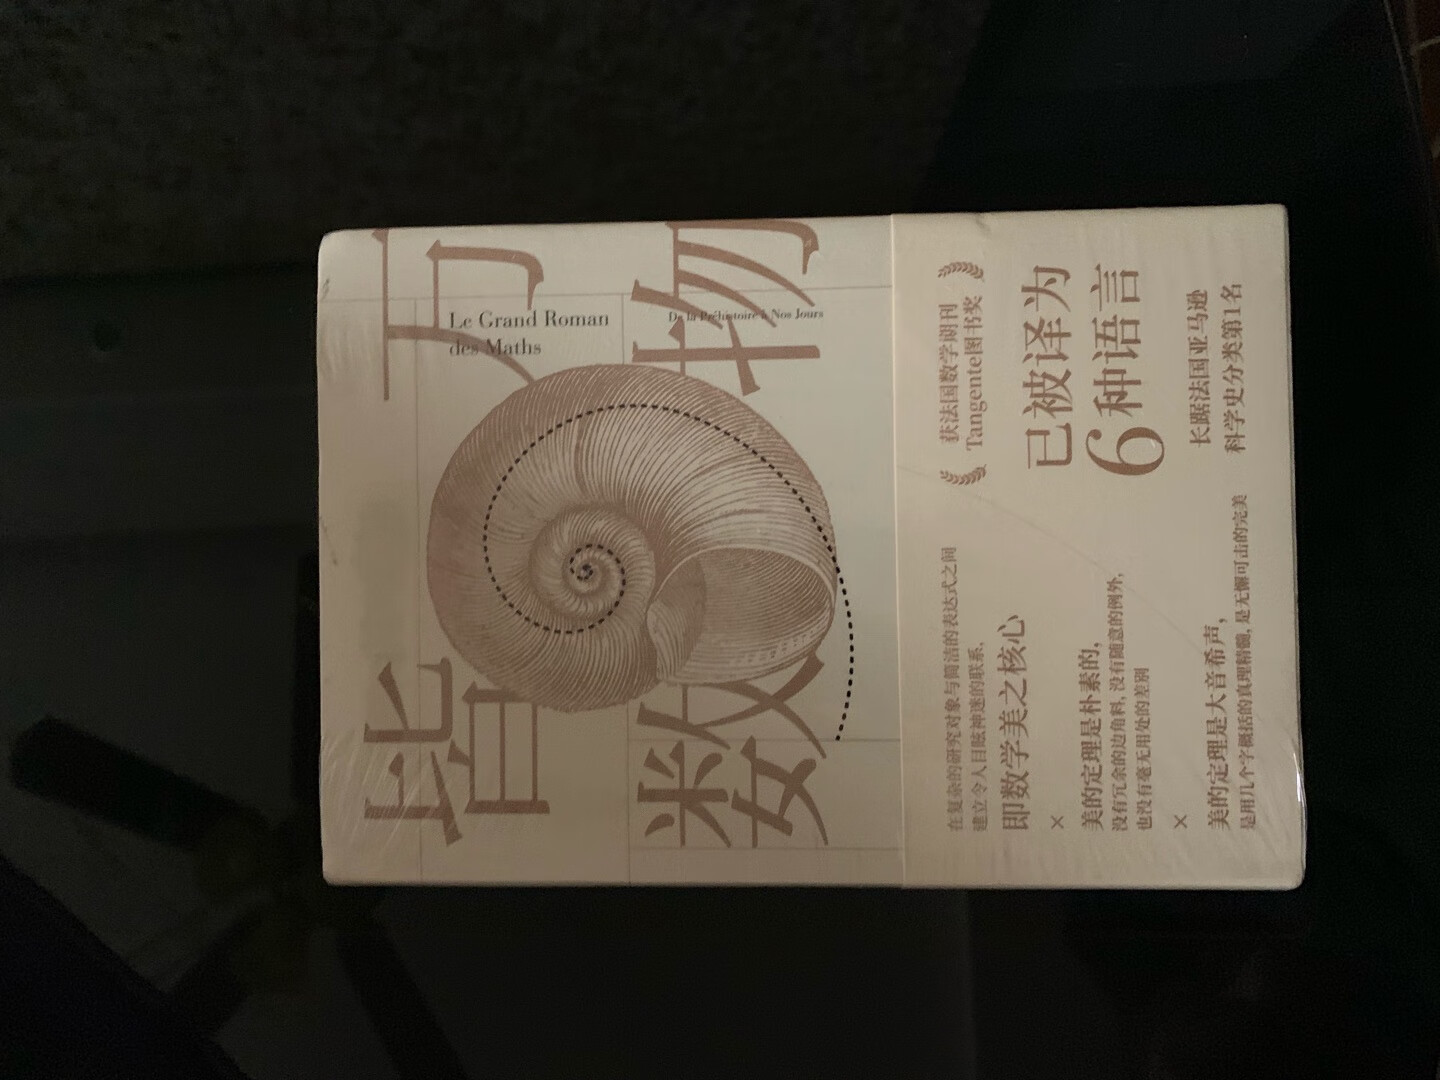 万物
皆数
Le Grand Roman
des Maths
De la Préhistoire à Nos Jours
在复杂的研究对象与简洁的表达式之间
建立令人目眩神迷的联系，
即数学美之核心
×
美的定理是朴素的，
没有冗余的边角料，没有随意的例外，
也没有毫无用处的差别
×
美的定理是大音希声，
是用几个字概括的真理精髓，是无懈可击的完美
获法国数学期刊
Tangente图书奖
已被译为
6种语言
长踞法国亚马逊
科学史分类第1名